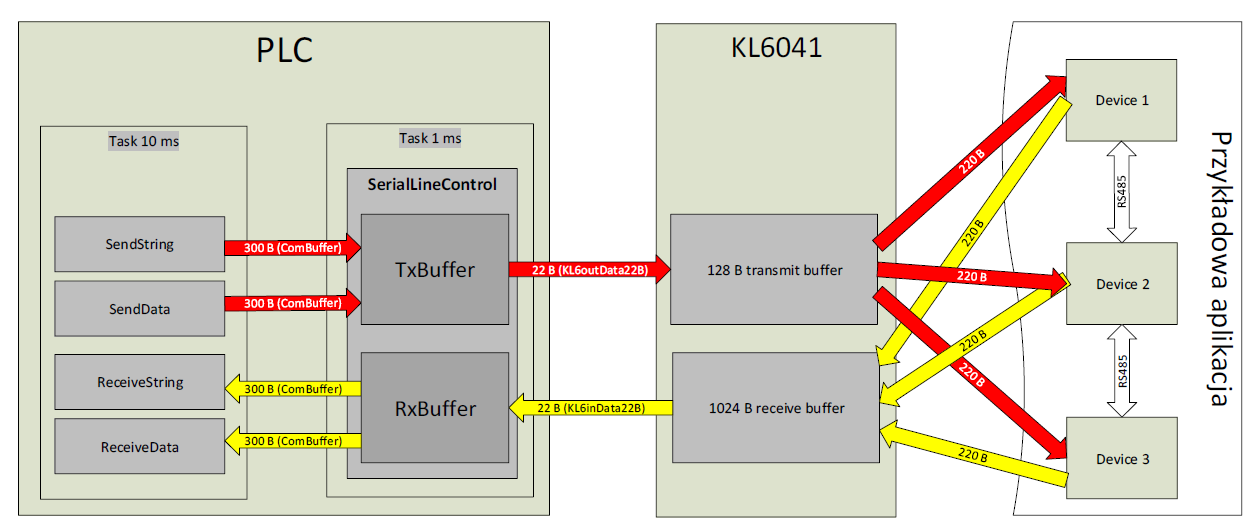 PLC
Task 10 ms
SendString
SendData
ReceiveString
ReceiveData
300 B (ComBuffer)
300 B (ComBuffer)
300 B (ComBuffer)
300 B (ComBuffer)
Task 1 ms
SerialLineControl
TxBuffer
RxBuffer
22 B (KL6outData22B)
22 B (KL6inData22B)
KL6041
128 B transmit buffer
1024 B receive buffer
220 B
220 B
220 B
220 B
220 B
220 B
Device 1
RS485
Device 2
RS485
Device 3
Przykładowa aplikacja